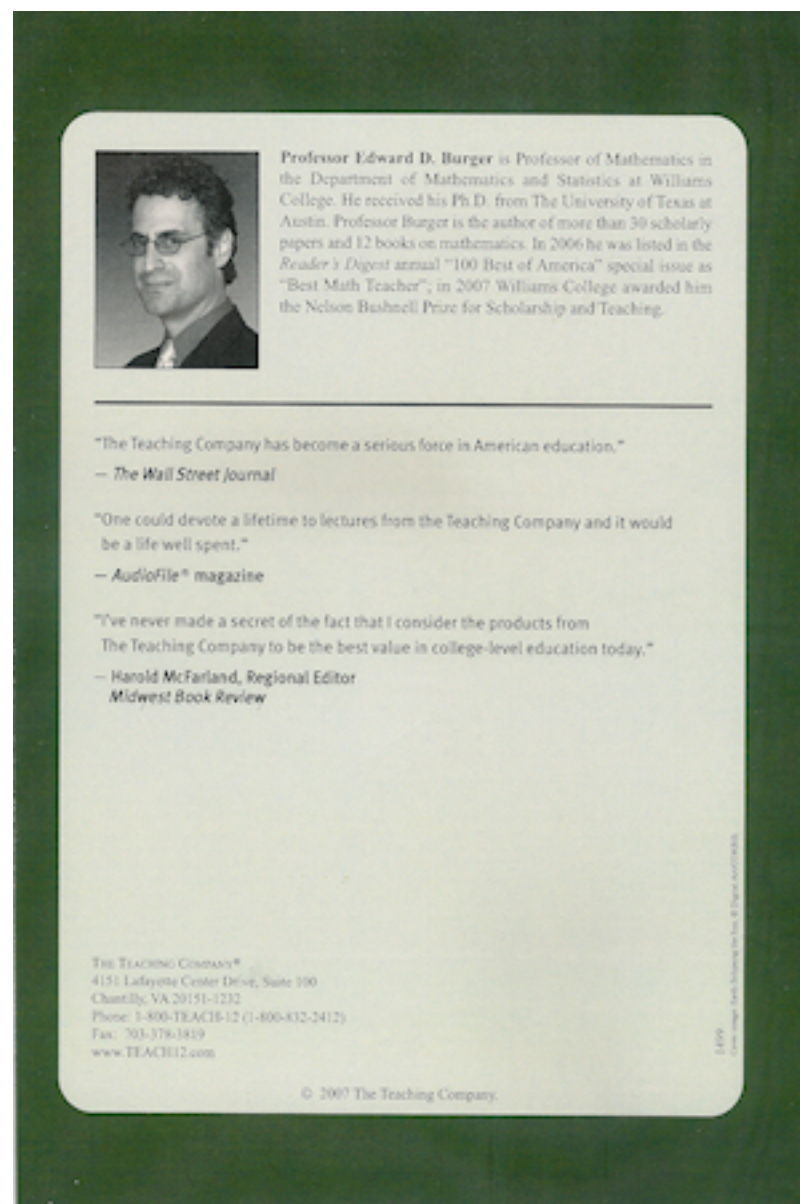 Professor Edward D. Burger is Professor of Mathematics in
the Department of Mathematics and Statistics at Williams
College. He received his Ph.D. from The University of Texas at
Austin. Professor Burger is the author of more than 30 scholarly
papers and 12 books on mathematics. In 2006 he was listed in the
Reader's Digest annual "100 Best of America" special issue as
"Best Math Teacher"; in 2007 Williams College awarded him
the Nelson Bushnell Prize for Scholarship and Teaching.
"The Teaching Company has become a serious force in American education."
— The Wall Street Journal
"One could devote a lifetime to lectures from the Teaching Company and it would
be a life well spent."
— AudioFile® magazine
"I've never made a secret of the fact that I consider the products from
The Teaching Company to be the best value in college-level education today."
— Harold McFarland, Regional Editor
Midwest Book Review
THE TEACHING COMPANY®
4151 Lafayette Center Drive, Suite 100
Chantilly, VA 20151-1232
Phone: 1-800-TEACH-12 (1-800-832-2412)
Fax: 703-378-3819
www.TEACH12.com
© 2007 The Teaching Company.
1499
Cover image: